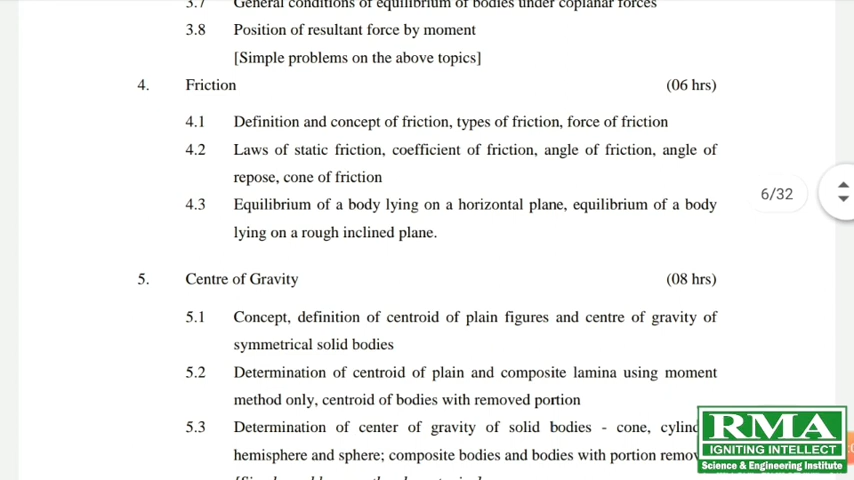 3.7 General conditions of equilibrium of bodies under coplanar forces
3.8 Position of resultant force by moment
[Simple problems on the above topics]
4. Friction (06 hrs)
4.1 Definition and concept of friction, types of friction, force of friction
4.2 Laws of static friction, coefficient of friction, angle of friction, angle of
repose, cone of friction
4.3 Equilibrium of a body lying on a horizontal plane, equilibrium of a body
lying on a rough inclined plane.
6/32
5. Centre of Gravity (08 hrs)
5.1 Concept, definition of centroid of plain figures and centre of gravity of
symmetrical solid bodies
5.2 Determination of centroid of plain and composite lamina using moment
method only, centroid of bodies with removed portion
5.3 Determination of center of gravity of solid bodies - cone, cylind
hemisphere and sphere; composite bodies and bodies with portion remov
RMA
IGNITING INTELLECT
Science & Engineering Institute